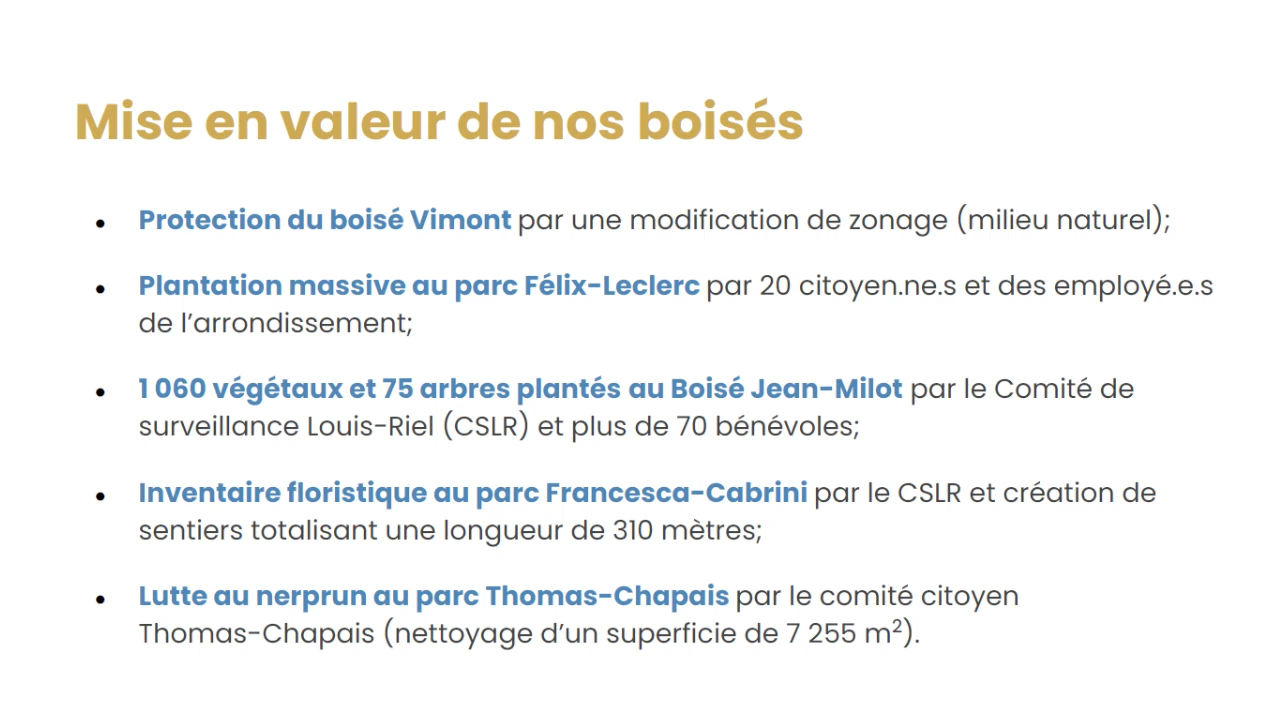 Mise en valeur de nos boisés
• Protection du boisé Vimont par une modification de zonage (milieu naturel);
• Plantation massive au parc Félix-Leclerc par 20 citoyen.ne.s et des employé.e.s
de l’arrondissement;
• 1 060 végétaux et 75 arbres plantés au Boisé Jean-Milot par le Comité de
surveillance Louis-Riel (CSLR) et plus de 70 bénévoles;
• Inventaire floristique au parc Francesca-Cabrini par le CSLR et création de
sentiers totalisant une longueur de 310 mètres;
• Lutte au nerprun au parc Thomas-Chapais par le comité citoyen
Thomas-Chapais (nettoyage d’un superficie de 7 255 m²).